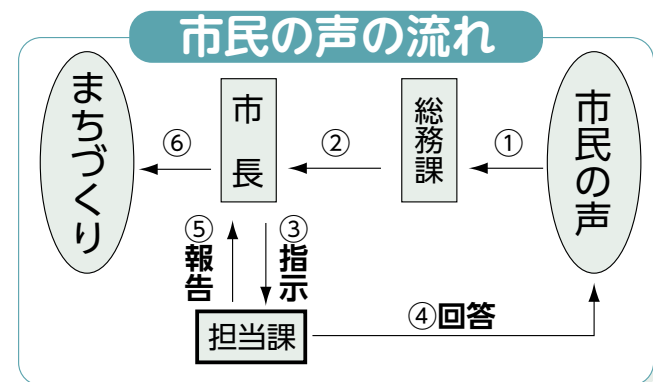 市民の声の流れ
まちづくり
⑥
市長
②
総務課
①
市民の声
⑤報告
③指示
④回答
担当課